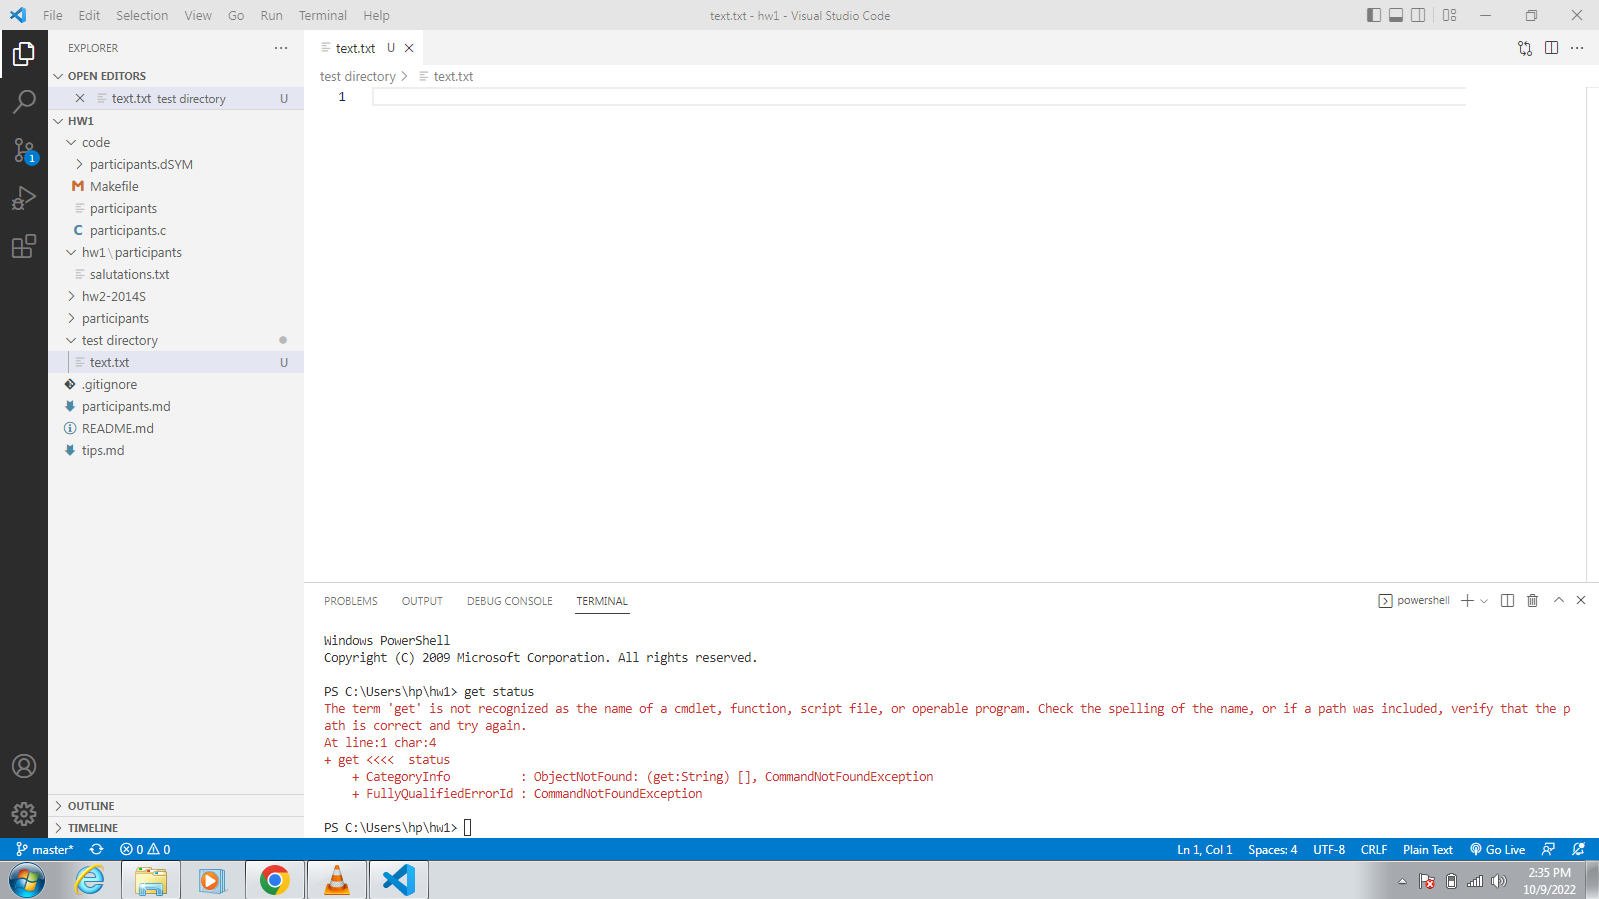 File Edit Selection View Go Run Terminal Help
text.txt - hw1 - Visual Studio Code
EXPLORER
text.txt U
OPEN EDITORS
text.txt test directory U
test directory > text.txt
1
HW1
code
participants.dSYM
Makefile
participants
participants.c
hw1\participants
salutations.txt
hw2-2014S
participants
test directory
text.txt U
.gitignore
participants.md
README.md
tips.md
OUTLINE
TIMELINE
1
PROBLEMS OUTPUT DEBUG CONSOLE TERMINAL
powershell
Windows PowerShell
Copyright (C) 2009 Microsoft Corporation. All rights reserved.
PS C:\Users\hp\hw1> get status
The term 'get' is not recognized as the name of a cmdlet, function, script file, or operable program. Check the spelling of the name, or if a path was included, verify that the p
ath is correct and try again.
At line:1 char:4
+ get <<<<  status
    + CategoryInfo          : ObjectNotFound: (get:String) [], CommandNotFoundException
    + FullyQualifiedErrorId : CommandNotFoundException
PS C:\Users\hp\hw1>
master* 0 0
Ln 1, Col 1 Spaces: 4 UTF-8 CRLF Plain Text Go Live
2:35 PM
10/9/2022